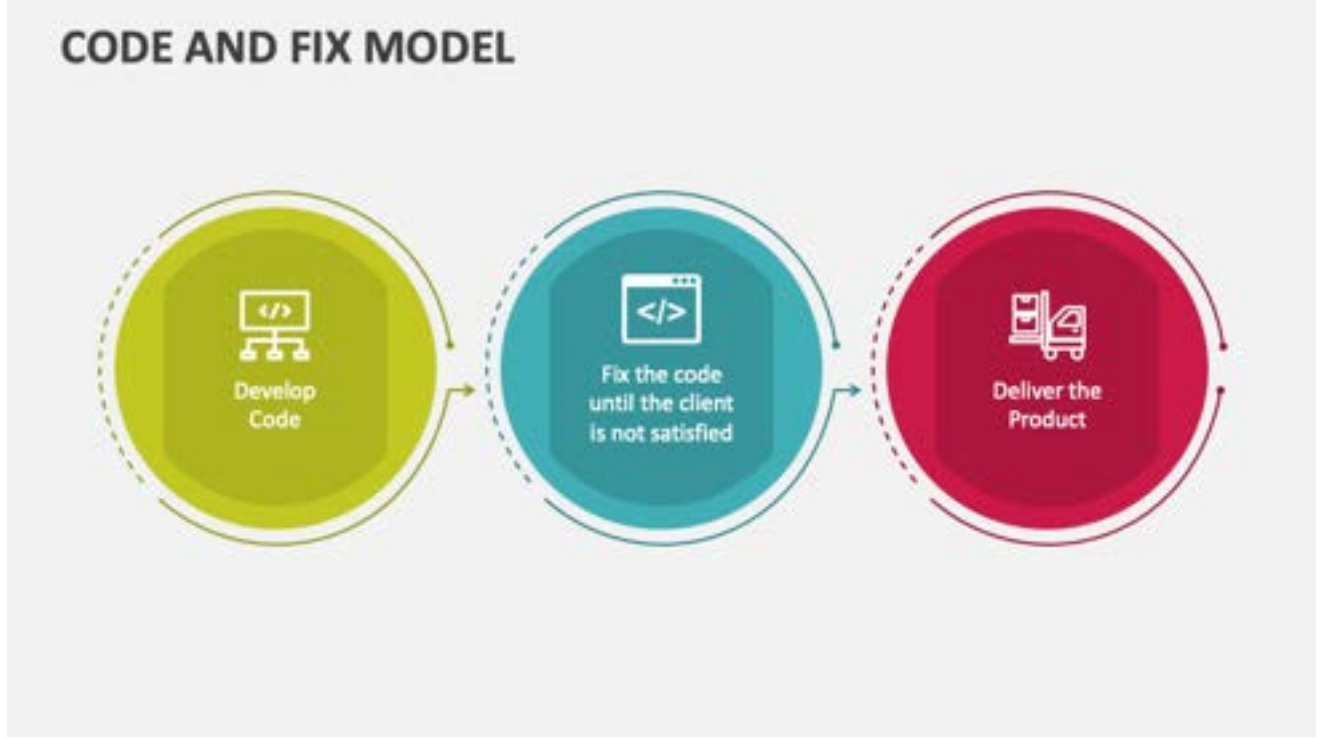 CODE AND FIX MODEL
</>
Develop
Code
</>
Fix the code
until the client
is not satisfied
Deliver the
Product